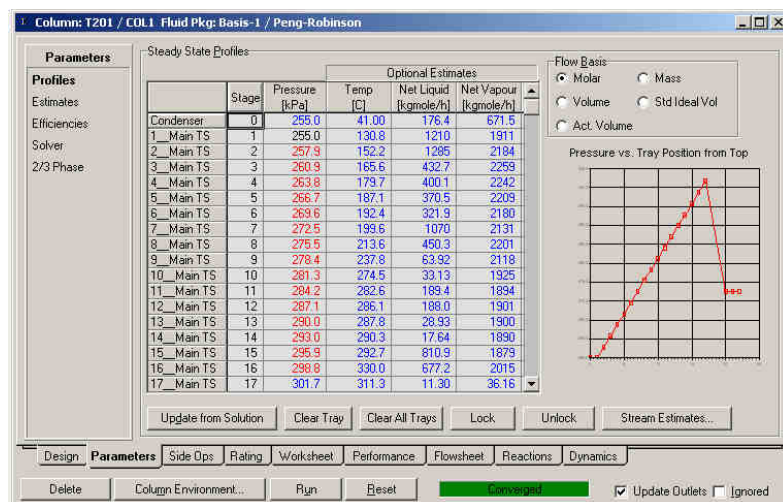 Column: T201 / COL1 Fluid Pkg: Basis-1 / Peng-Robinson
Parameters
Profiles
Estimates
Efficiencies
Solver
2/3 Phase
Steady State Profiles
Optional Estimates
Stage Pressure [kPa] Temp [C] Net Liquid [kgmole/h] Net Vapour [kgmole/h]
Condenser 0 255.0 41.00 176.4 671.5
1__Main TS 1 255.0 130.8 1210 1911
2__Main TS 2 257.9 152.2 1285 2184
3__Main TS 3 260.9 165.6 432.7 2259
4__Main TS 4 263.8 179.7 400.1 2242
5__Main TS 5 266.7 187.1 370.5 2209
6__Main TS 6 269.6 192.4 321.9 2180
7__Main TS 7 272.5 199.6 1070 2131
8__Main TS 8 275.5 213.6 450.3 2201
9__Main TS 9 278.4 237.8 63.92 2118
10__Main TS 10 281.3 274.5 33.13 1925
11__Main TS 11 284.2 282.6 189.4 1894
12__Main TS 12 287.1 286.1 188.0 1901
13__Main TS 13 290.0 287.8 28.93 1900
14__Main TS 14 293.0 290.3 17.64 1890
15__Main TS 15 295.9 292.7 810.9 1879
16__Main TS 16 298.8 330.0 677.2 2015
17__Main TS 17 301.7 311.3 11.30 36.16
Flow Basis
Molar Mass
Volume Std Ideal Vol
Act. Volume
Pressure vs. Tray Position from Top
Update from Solution Clear Tray Clear All Trays Lock Unlock Stream Estimates...
Design Parameters Side Ops Rating Worksheet Performance Flowsheet Reactions Dynamics
Delete Column Environment... Run Reset Converged Update Outlets Ignored